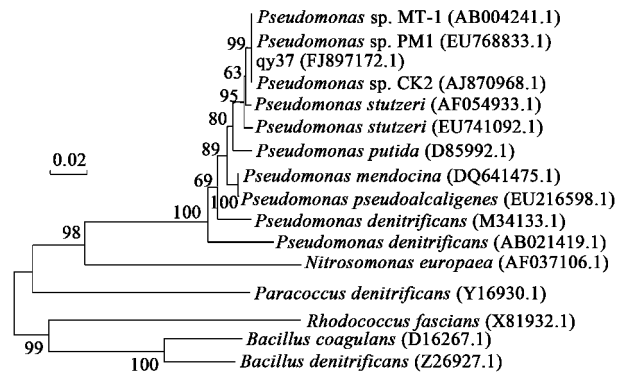 Pseudomonas sp. MT-1 (AB004241.1)
99
Pseudomonas sp. PM1 (EU768833.1)
qy37 (FJ897172.1)
63
Pseudomonas sp. CK2 (AJ870968.1)
95
Pseudomonas stutzeri (AF054933.1)
80
Pseudomonas stutzeri (EU741092.1)
89
Pseudomonas putida (D85992.1)
0.02
69
Pseudomonas mendocina (DQ641475.1)
100
Pseudomonas pseudoalcaligenes (EU216598.1)
100
Pseudomonas denitrificans (M34133.1)
98
Pseudomonas denitrificans (AB021419.1)
Nitrosomonas europaea (AF037106.1)
Paracoccus denitrificans (Y16930.1)
Rhodococcus fascians (X81932.1)
99
Bacillus coagulans (D16267.1)
100
Bacillus denitrificans (Z26927.1)